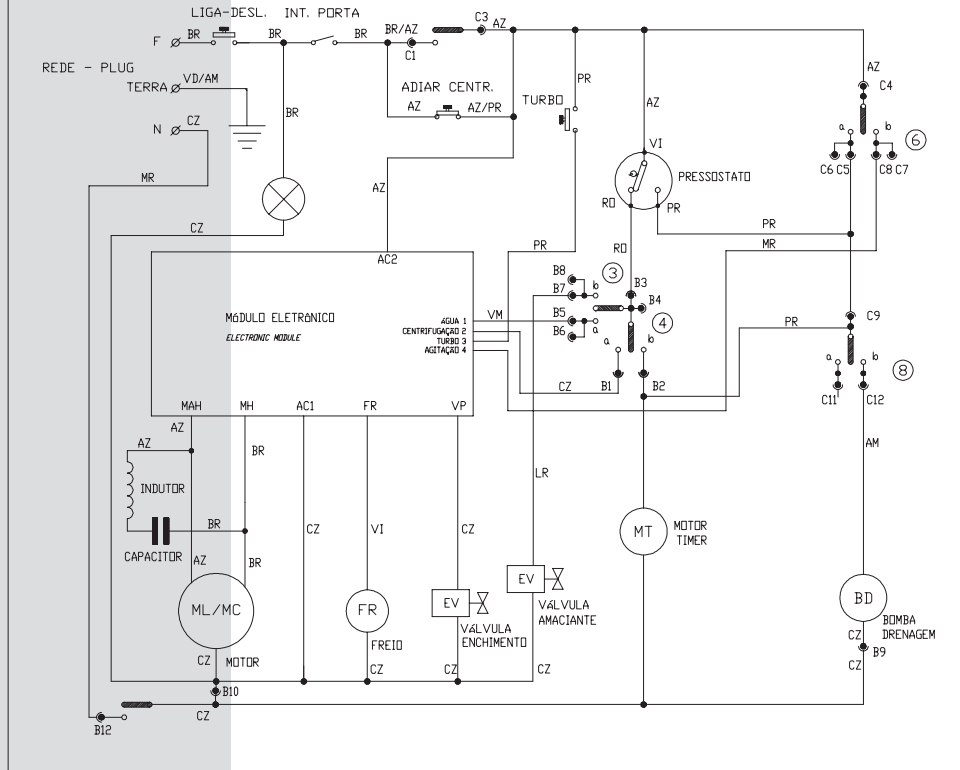 LIGA-DESL. INT. PORTA
C3
AZ
F
BR
BR
BR
BR/AZ
C1
REDE - PLUG
VD/AM
TERRA
ADIAR CENTR.
AZ
AZ/PR
TURBO
PR
AZ
AZ
C4
N
CZ
BR
VI
a
b
6
C6 C5
C8 C7
MR
AZ
PRESSOSTATO
RO
PR
CZ
PR
PR
MR
RO
AC2
B8
3
B7
b
B3
B4
MóDULO ELETRôNICO
ELECTRONIC MODULE
áGUA 1
CENTRIFUGAÇãO 2
TURBO 3
AGITAÇãO 4
VM
B5
B6
a
4
PR
C9
a
b
a
b
8
CZ
B1
B2
C11
C12
MAH
MH
AC1
FR
VP
AZ
AZ
BR
AM
INDUTOR
LR
BR
CAPACITOR
AZ
BR
CZ
VI
CZ
MT
MOTOR
TIMER
ML/MC
FR
EV
EV
VáLVULA
AMACIANTE
VáLVULA
ENCHIMENTO
BD
BOMBA
DRENAGEM
FREIO
CZ
MOTOR
CZ
CZ
CZ
CZ
B9
CZ
B10
CZ
B12